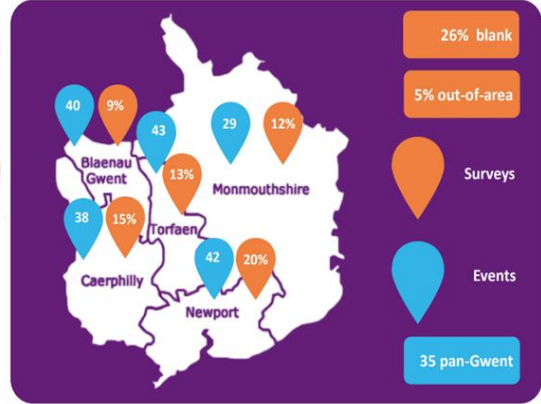 26% blank
5% out-of-area
40
9%
43
29
12%
Blaenau
Gwent
13%
Monmouthshire
Surveys
38
15%
Torfaen
42
20%
Caerphilly
Events
Newport
35 pan-Gwent